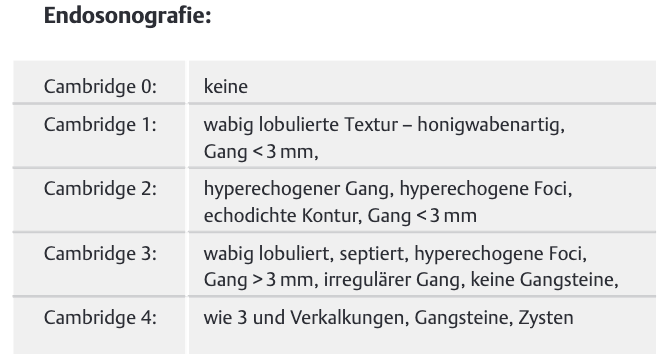 Endosonografie:
Cambridge 0: keine
Cambridge 1: wabig lobulierte Textur – honigwabenartig,
Gang < 3 mm,
Cambridge 2: hyperechogener Gang, hyperechogene Foci,
echodichte Kontur, Gang < 3 mm
Cambridge 3: wabig lobuliert, septiert, hyperechogene Foci,
Gang > 3 mm, irregulärer Gang, keine Gangsteine,
Cambridge 4: wie 3 und Verkalkungen, Gangsteine, Zysten